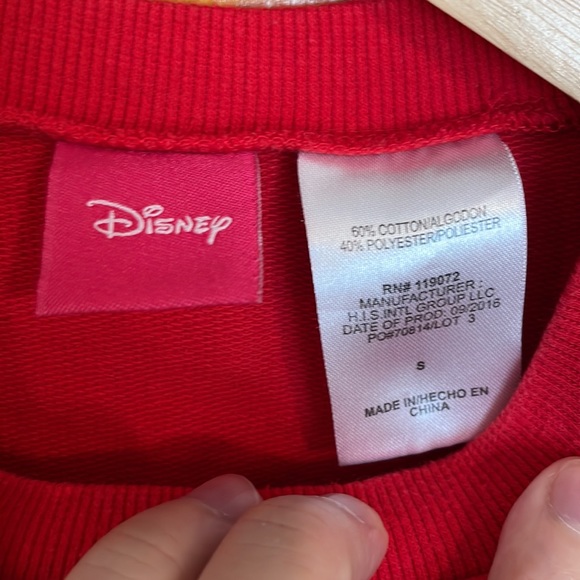 Disney
60% COTTON/ALGODON
40% POLYESTER/POLIESTER
RN# 119072
MANUFACTURER :
H.I.S.INTL GROUP LLC
DATE OF PROD: 09/2016
PO#70814/LOT 3
S
MADE IN/HECHO EN
CHINA